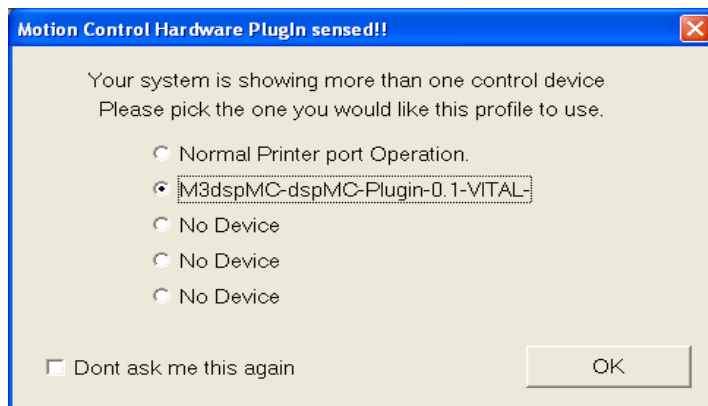 Motion Control Hardware PlugIn sensed!!
Your system is showing more than one control device
Please pick the one you would like this profile to use.
Normal Printer port Operation.
M3dspMC-dspMC-Plugin-0.1-VITAL-
No Device
No Device
No Device
Dont ask me this again
OK